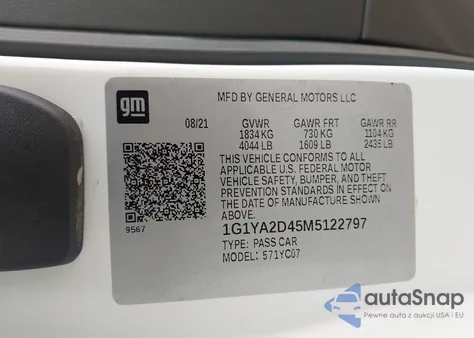 gm
MFD BY GENERAL MOTORS LLC
08/21 GVWR GAWR FRT GAWR RR
1834 KG 730 KG 1104 KG
4044 LB 1609 LB 2435 LB
THIS VEHICLE CONFORMS TO ALL
APPLICABLE U.S. FEDERAL MOTOR
VEHICLE SAFETY, BUMPER, AND THEFT
PREVENTION STANDARDS IN EFFECT ON
THE DATE OF MANUFACTURE SHOWN ABOVE.
9567
1G1YA2D45M5122797
TYPE: PASS CAR
MODEL: 571YC07
autoSnap
Pewne auta z aukcji USA i EU